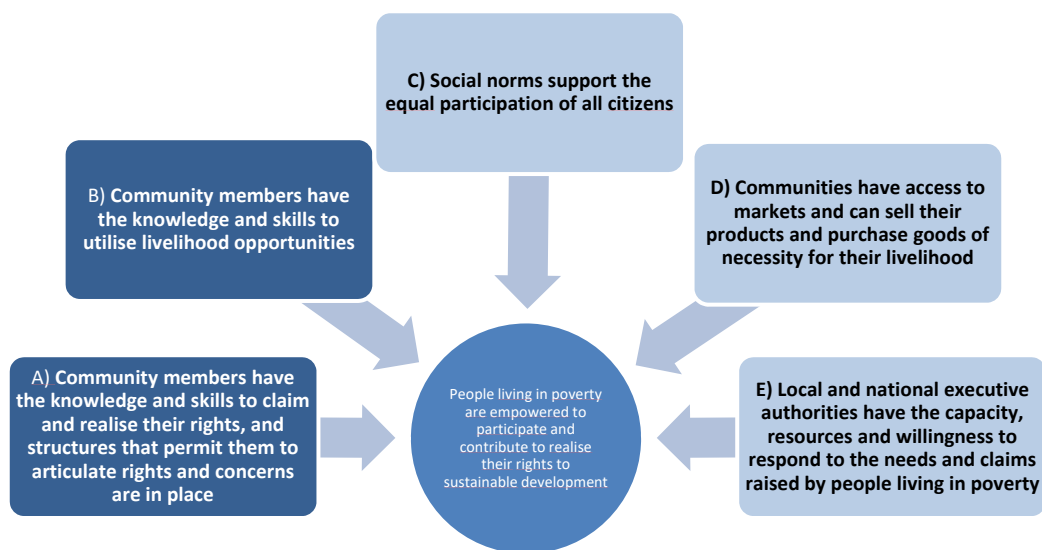 C) Social norms support the
equal participation of all citizens
B) Community members have
the knowledge and skills to
utilise livelihood opportunities
D) Communities have access to
markets and can sell their
products and purchase goods of
necessity for their livelihood
A) Community members have
the knowledge and skills to claim
and realise their rights, and
structures that permit them to
articulate rights and concerns
are in place
People living in poverty
are empowered to
participate and
contribute to realise
their rights to
sustainable development
E) Local and national executive
authorities have the capacity,
resources and willingness to
respond to the needs and claims
raised by people living in poverty